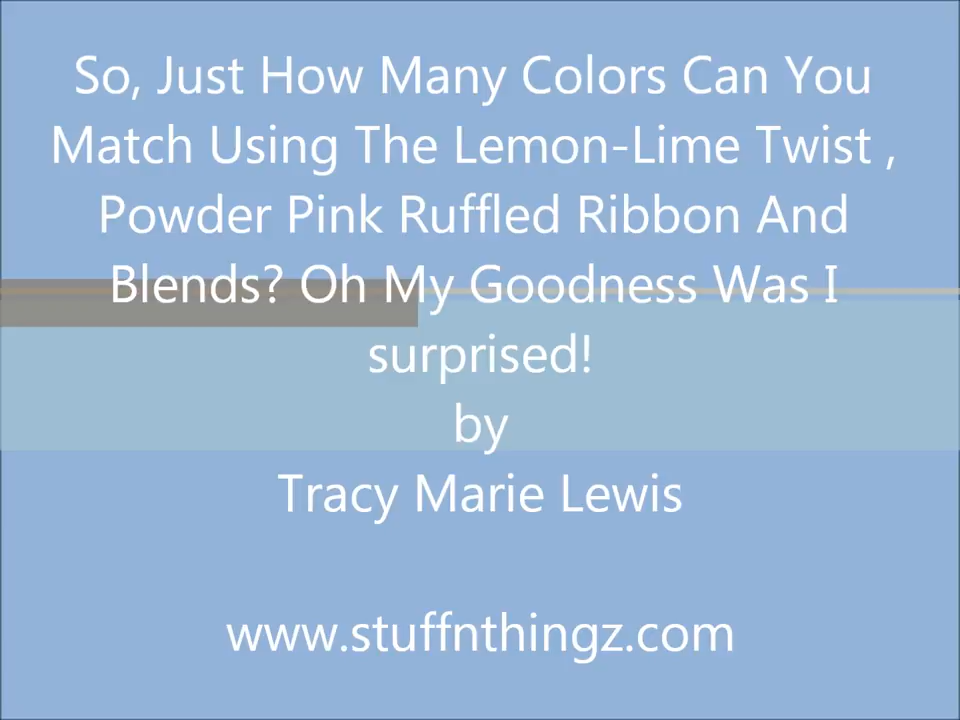 So, Just How Many Colors Can You
Match Using The Lemon-Lime Twist ,
Powder Pink Ruffled Ribbon And
Blends? Oh My Goodness Was I
surprised!
by
Tracy Marie Lewis
www.stuffnthingz.com